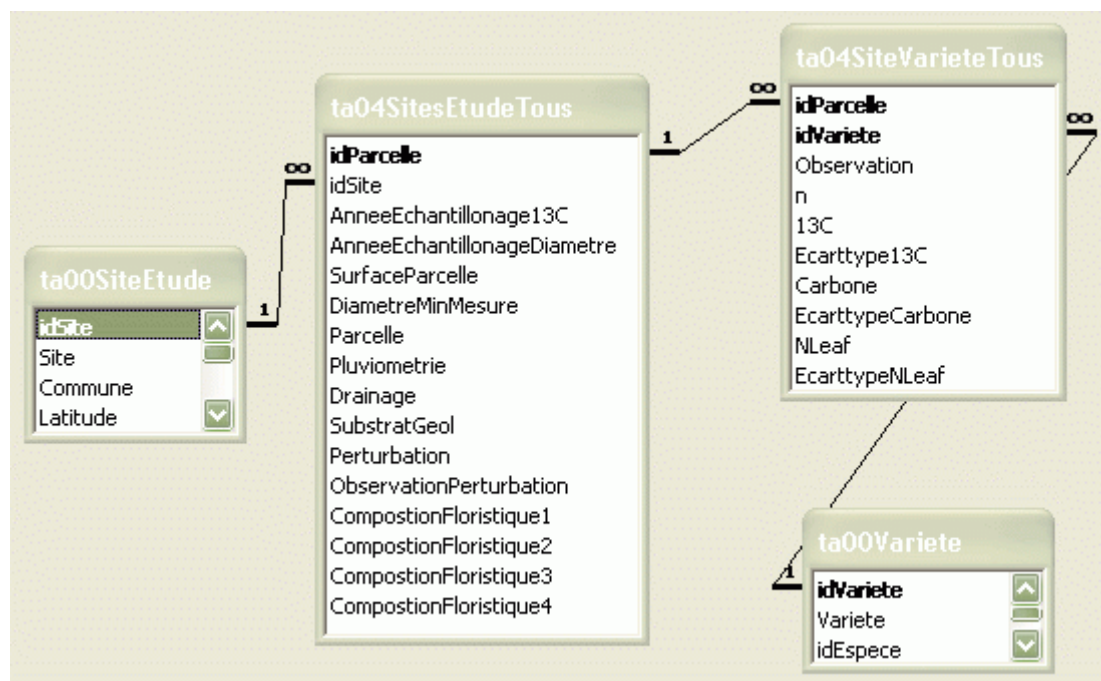 ta00SiteEtude
idSite
Site
Commune
Latitude
1
∞
ta04SitesEtudeTous
idParcelle
idSite
AnneeEchantillonage13C
AnneeEchantillonageDiametre
SurfaceParcelle
DiametreMinMesure
Parcelle
Pluviometrie
Drainage
SubstratGeol
Perturbation
ObservationPerturbation
CompostionFloristique1
CompostionFloristique2
CompostionFloristique3
CompostionFloristique4
1
∞
ta04SiteVarieteTous
idParcelle
idVariete
Observation
n
13C
Ecarttype13C
Carbone
EcarttypeCarbone
NLeaf
EcarttypeNLeaf
∞
1
ta00Variete
idVariete
Variete
idEspece